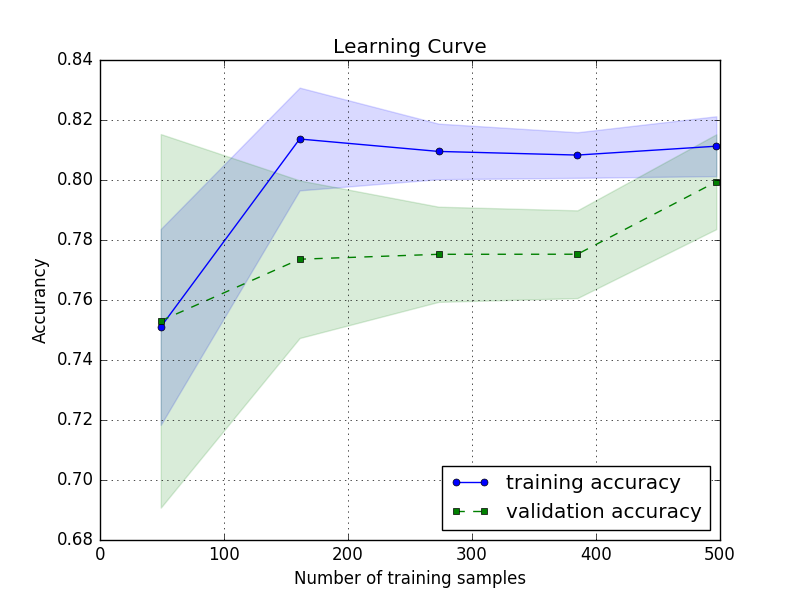 Learning Curve
0.84
0.82
0.80
0.78
0.76
0.74
0.72
0.70
0.68
Accurancy
training accuracy
validation accuracy
0 100 200 300 400 500
Number of training samples